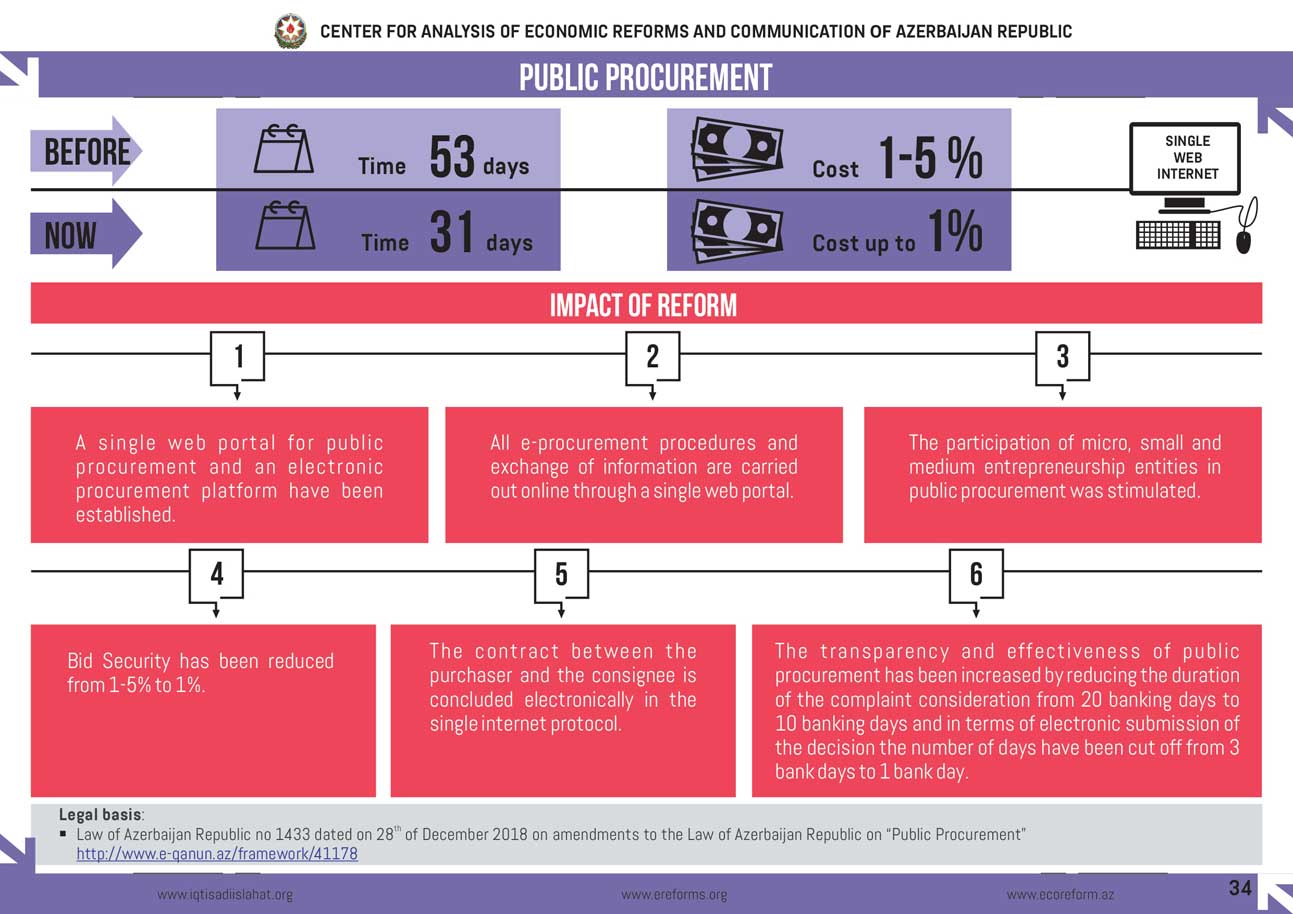 CENTER FOR ANALYSIS OF ECONOMIC REFORMS AND COMMUNICATION OF AZERBAIJAN REPUBLIC
PUBLIC PROCUREMENT
BEFORE
Time 53 days
Cost 1-5 %
SINGLE
WEB
INTERNET
NOW
Time 31 days
Cost up to 1%
IMPACT OF REFORM
1
2
3
A single web portal for public
procurement and an electronic
procurement platform have been
established.
All e-procurement procedures and
exchange of information are carried
out online through a single web portal.
The participation of micro, small and
medium entrepreneurship entities in
public procurement was stimulated.
4
5
6
Bid Security has been reduced
from 1-5% to 1%.
The contract between the
purchaser and the consignee is
concluded electronically in the
single internet protocol.
The transparency and effectiveness of public
procurement has been increased by reducing the duration
of the complaint consideration from 20 banking days to
10 banking days and in terms of electronic submission of
the decision the number of days have been cut off from 3
bank days to 1 bank day.
Legal basis:
▪ Law of Azerbaijan Republic no 1433 dated on 28th of December 2018 on amendments to the Law of Azerbaijan Republic on “Public Procurement”
http://www.e-qanun.az/framework/41178
www.iqtisadiislahat.org
www.ereforms.org
www.ecoreform.az
34